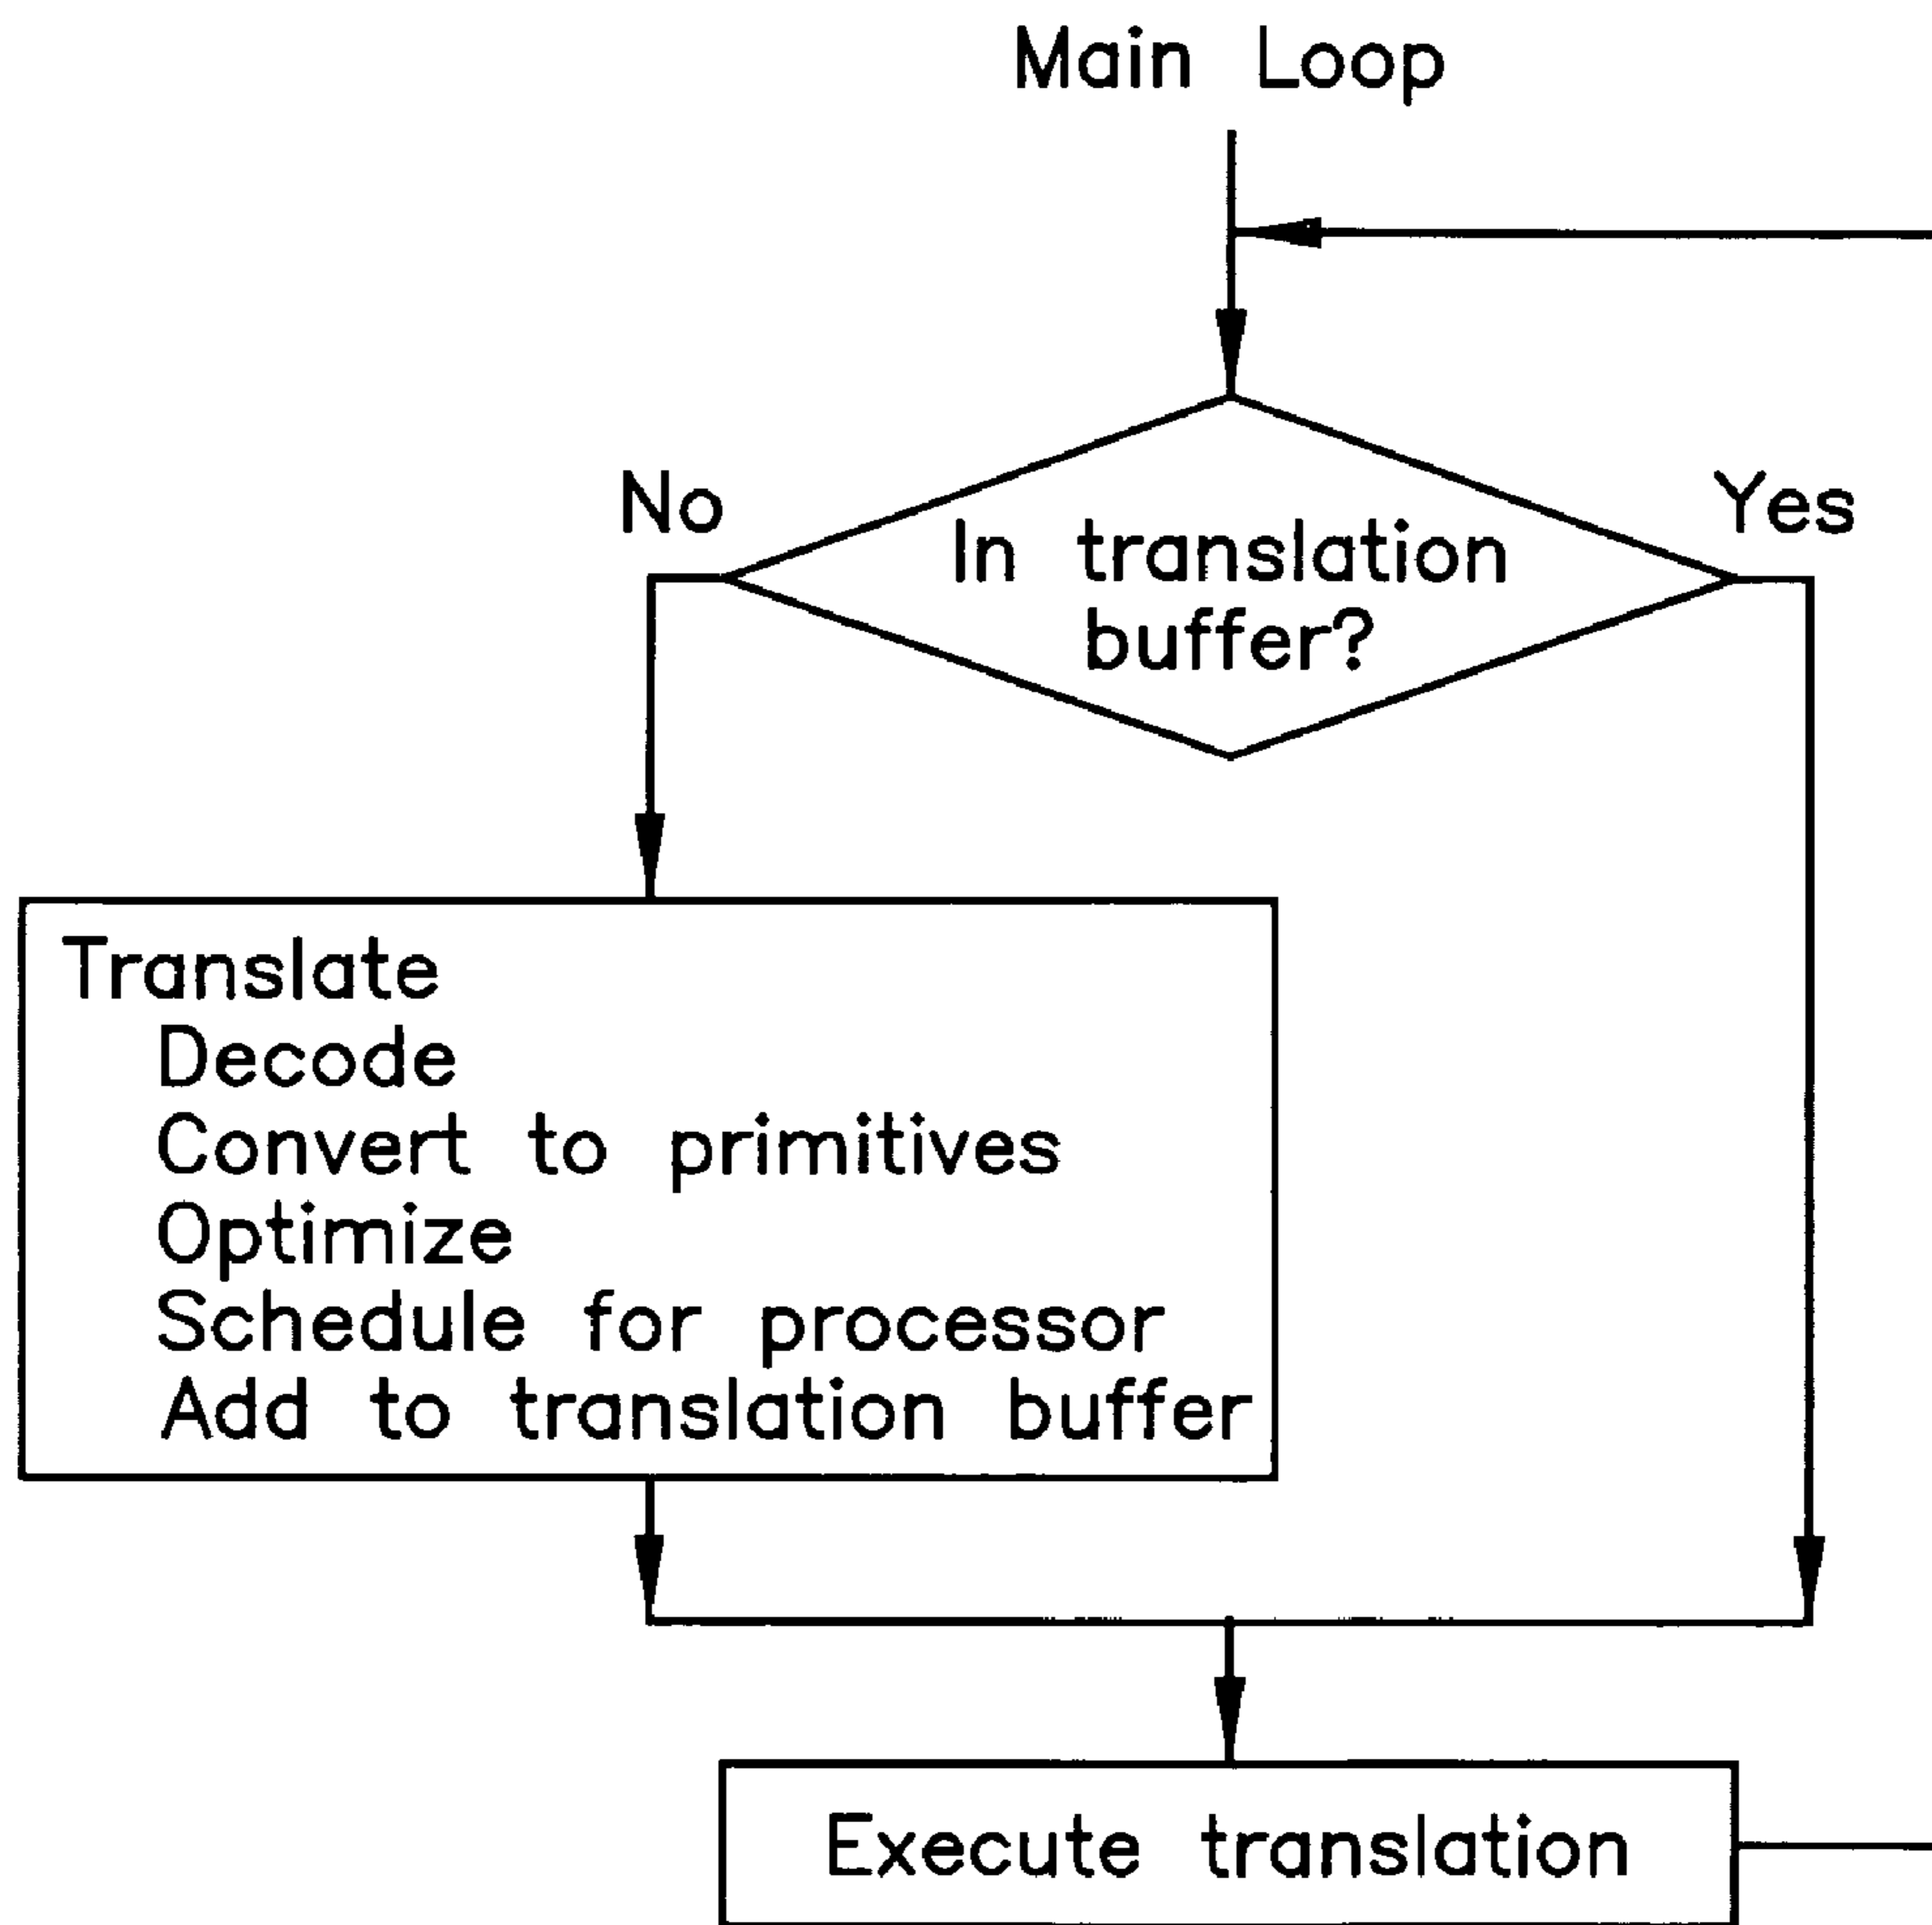 Main Loop
No
Yes
In translation
buffer?
Translate
Decode
Convert to primitives
Optimize
Schedule for processor
Add to translation buffer
Execute translation